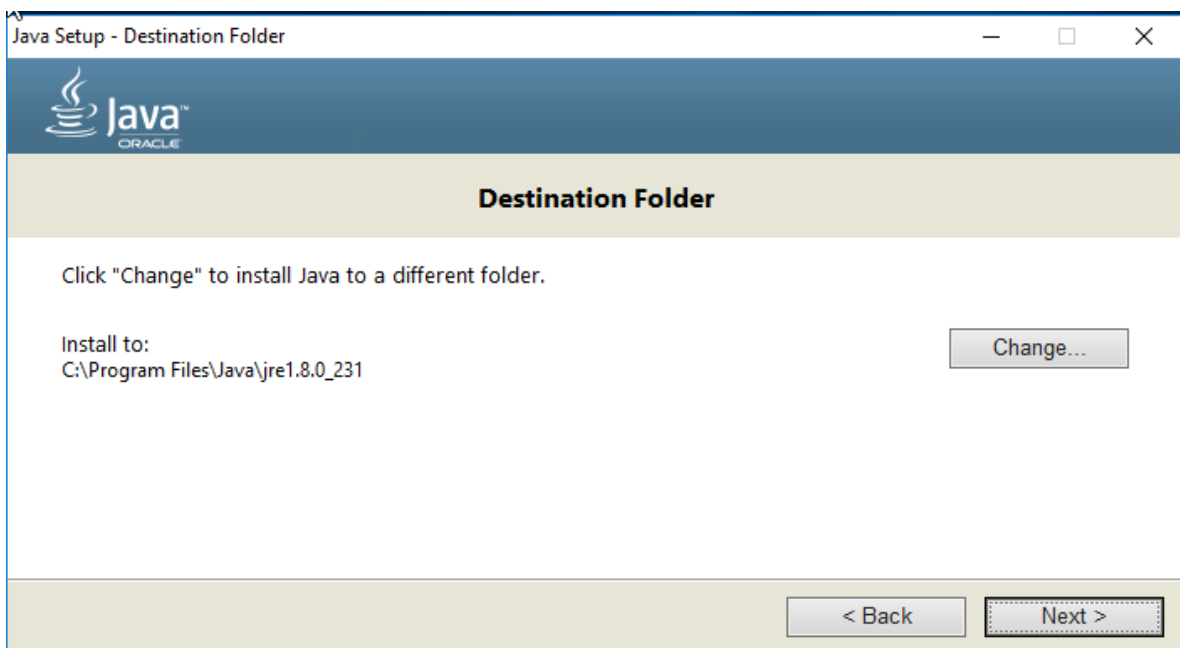 Java Setup - Destination Folder
Java™
ORACLE
Destination Folder
Click "Change" to install Java to a different folder.
Install to:
C:\Program Files\Java\jre1.8.0_231
Change...
< Back
Next >